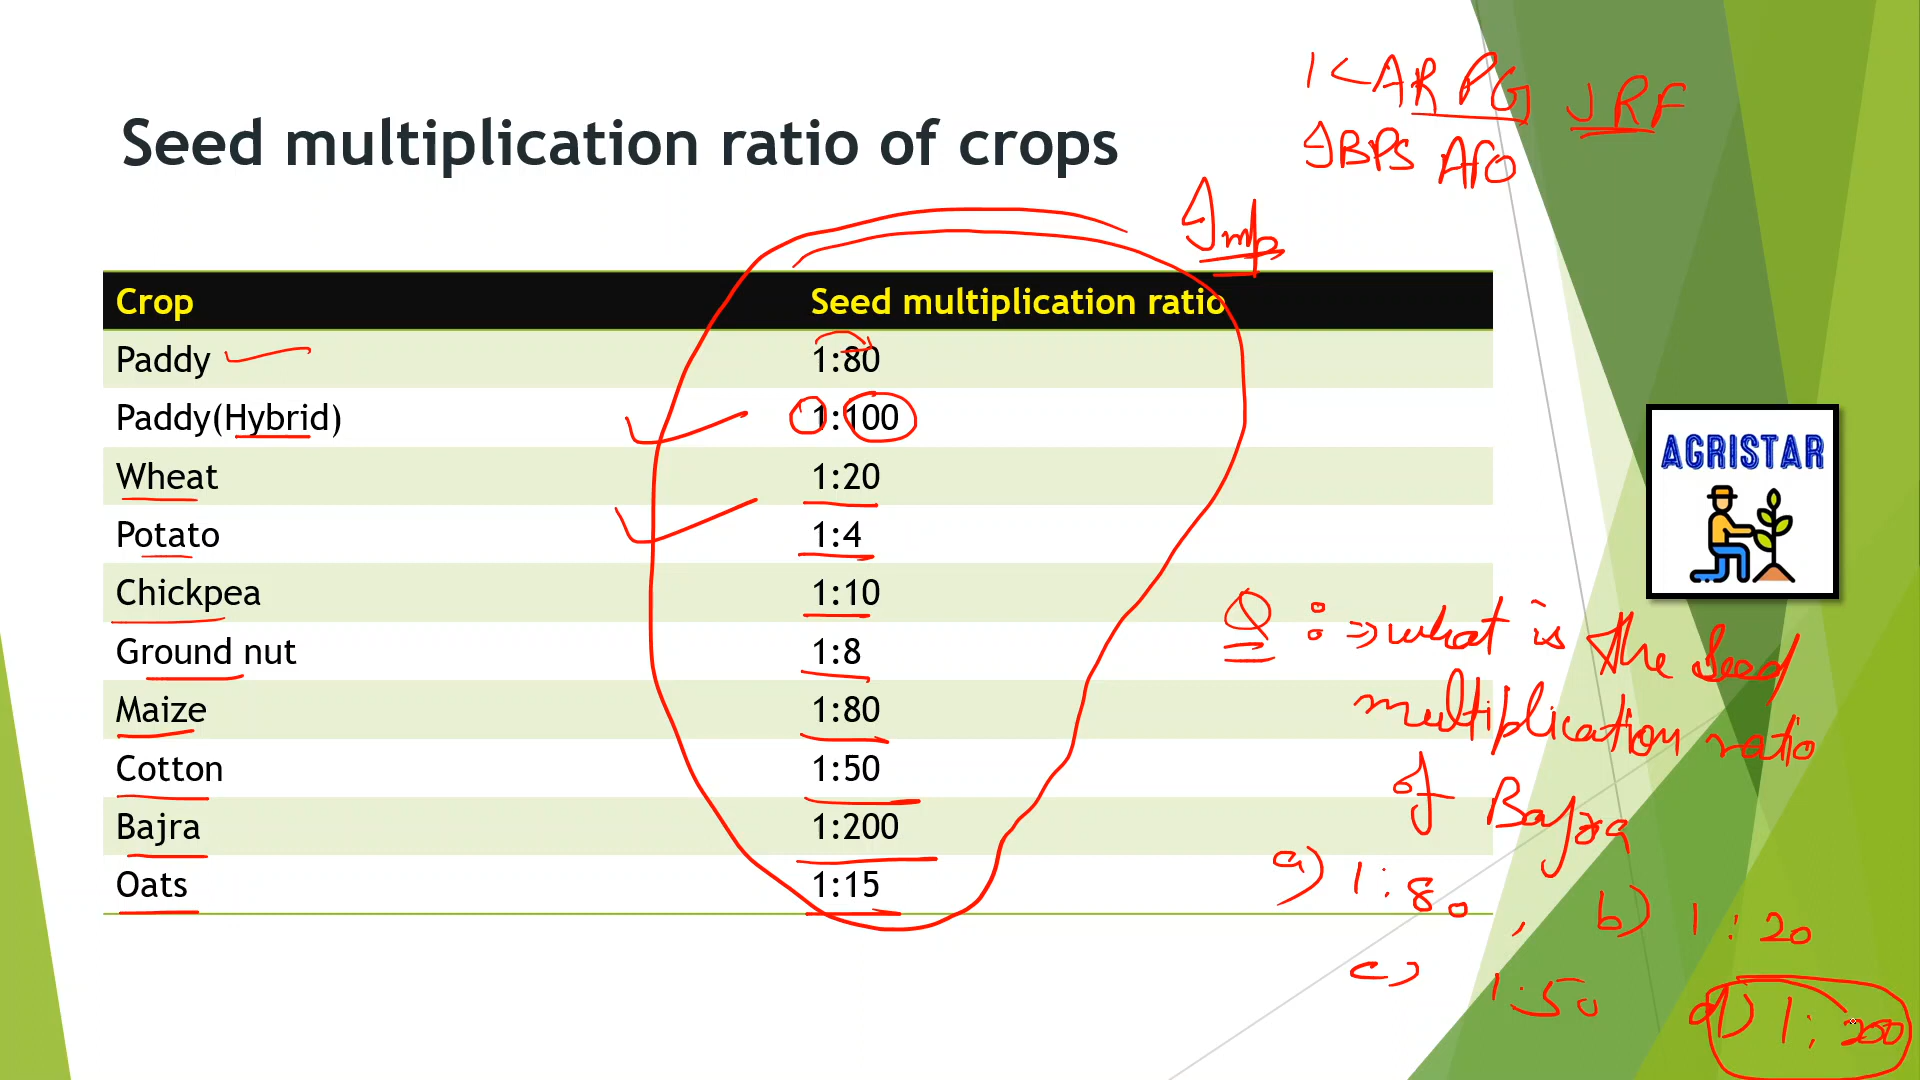 ICAR PG JRF
IBPS AFO
Seed multiplication ratio of crops
Imp
Crop Seed multiplication ratio
Paddy 1:80
Paddy(Hybrid) 1:100
Wheat 1:20
Potato 1:4
Chickpea 1:10
Ground nut 1:8
Maize 1:80
Cotton 1:50
Bajra 1:200
Oats 1:15
AGRISTAR
Q : => what is the Seed
multiplication ratio
of Bajra
a) 1:80, b) 1:20
c) 1:50
d) 1:200